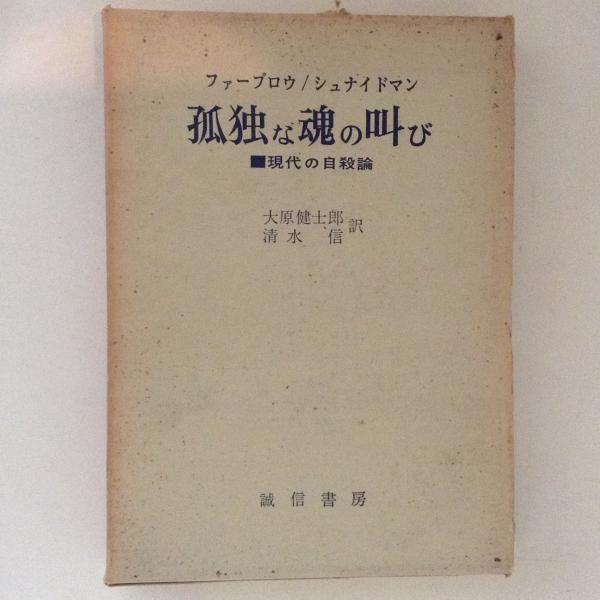 ファーブロウ/シュナイドマン
孤独な魂の叫び
■現代の自殺論
大原健士郎
清水 信 訳
誠信書房